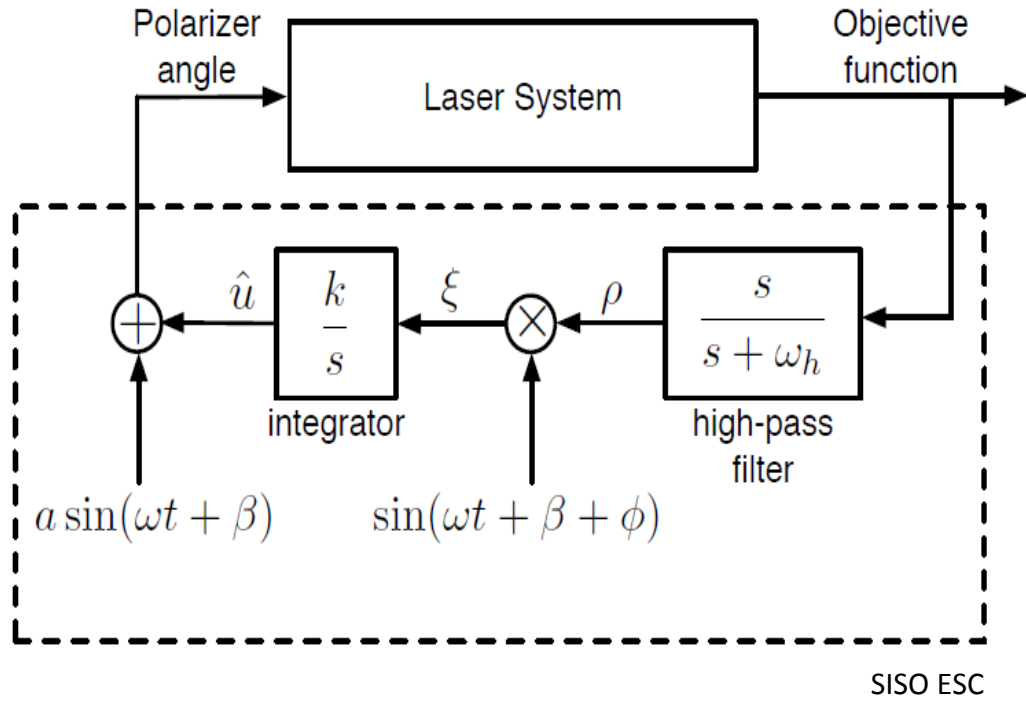 Polarizer
angle
Laser System
Objective
function
û
k
s
integrator
ξ
ρ
s
s + ω_h
high-pass
filter
+
×
a sin(ωt + β)
sin(ωt + β + φ)
SISO ESC